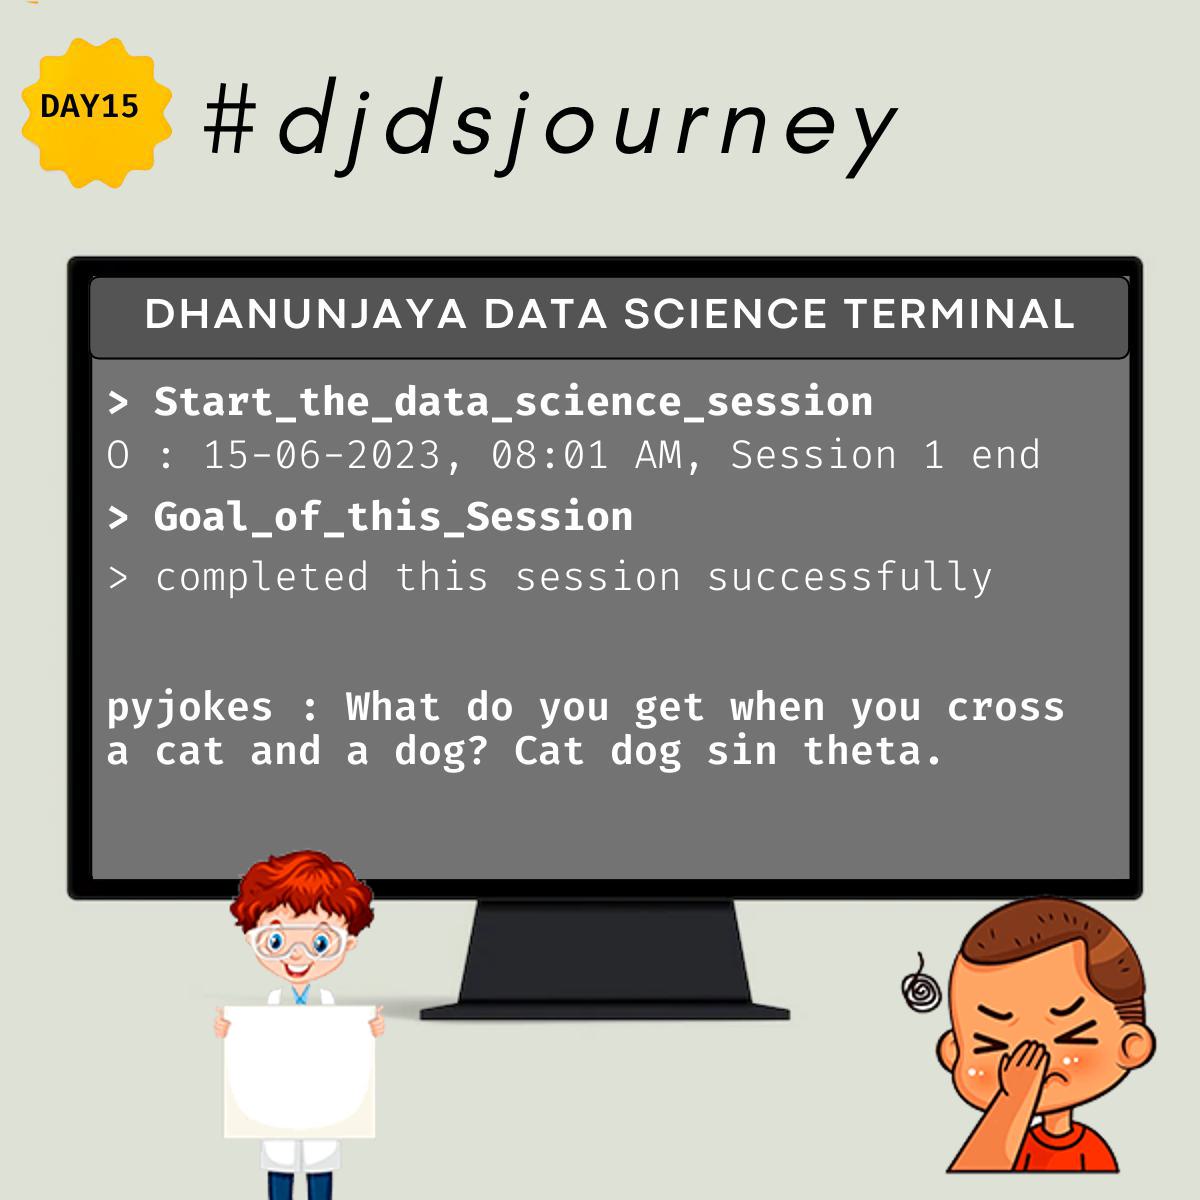 DAY15
#djdsjourney
DHANUNJAYA DATA SCIENCE TERMINAL
> Start_the_data_science_session
O : 15-06-2023, 08:01 AM, Session 1 end
> Goal_of_this_Session
> completed this session successfully
pyjokes : What do you get when you cross
a cat and a dog? Cat dog sin theta.